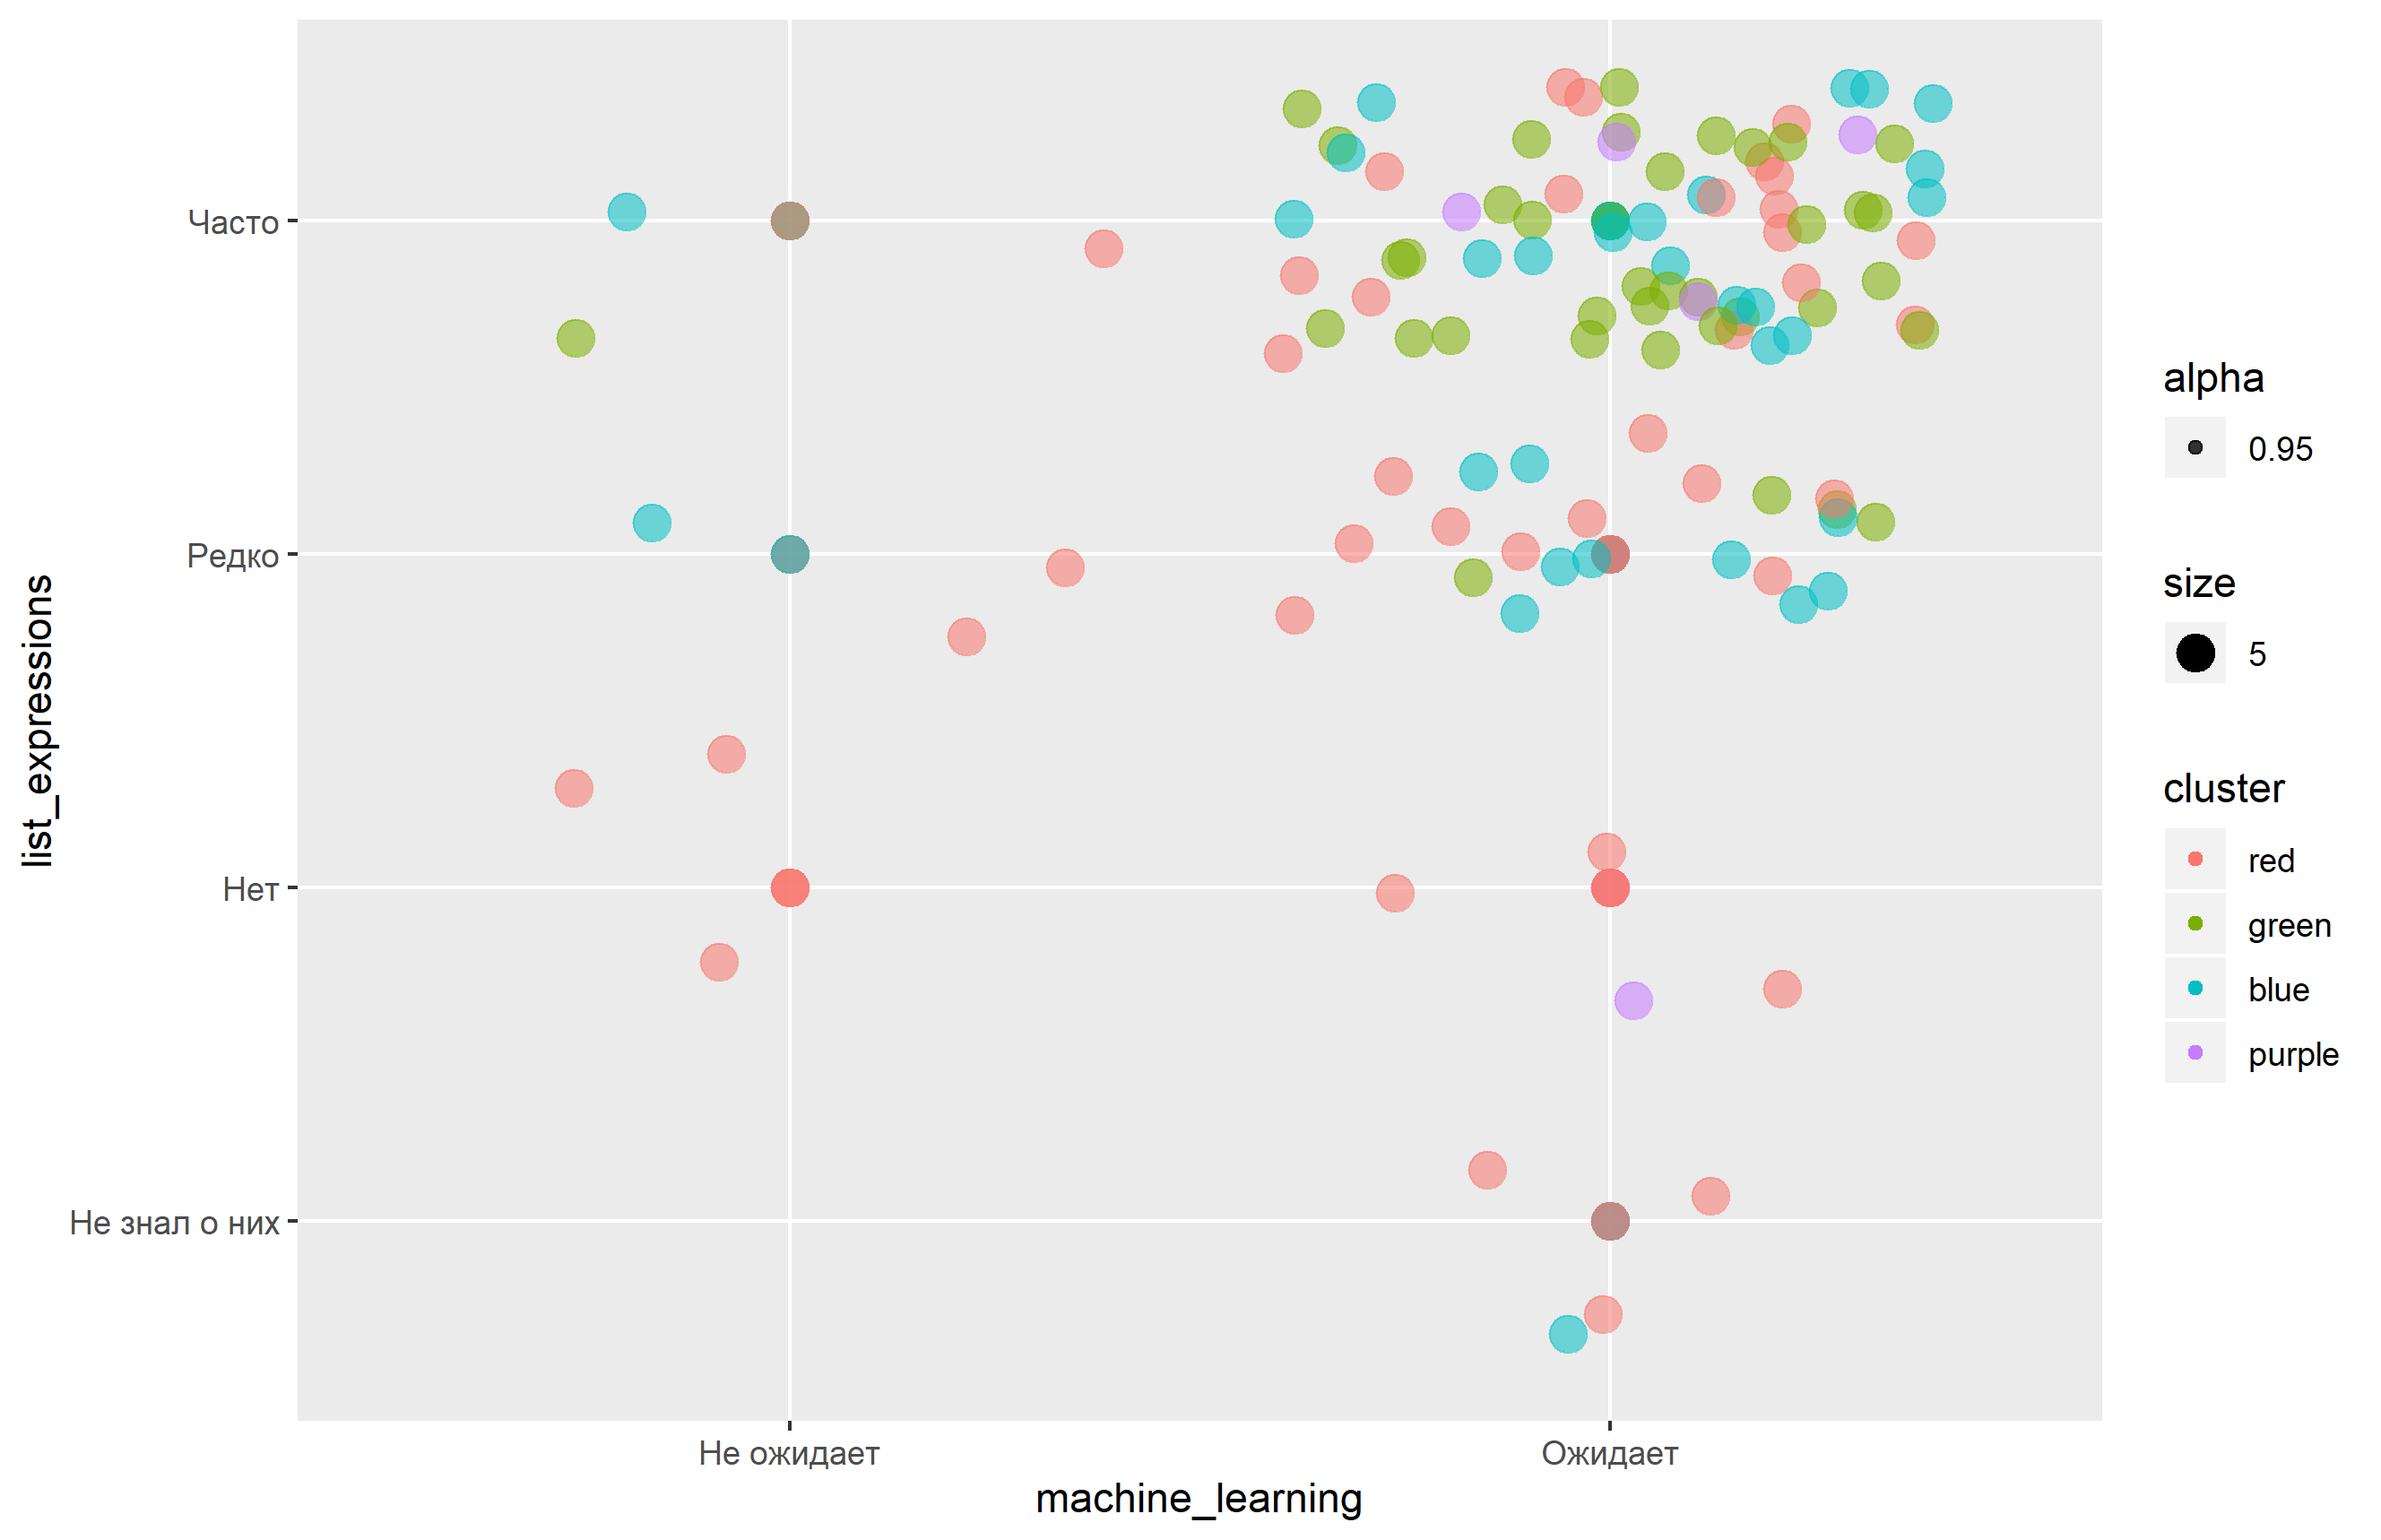 list_expressions
Часто
Редко
Нет
Не знал о них
Не ожидает
Ожидает
machine_learning
alpha
0.95
size
5
cluster
red
green
blue
purple